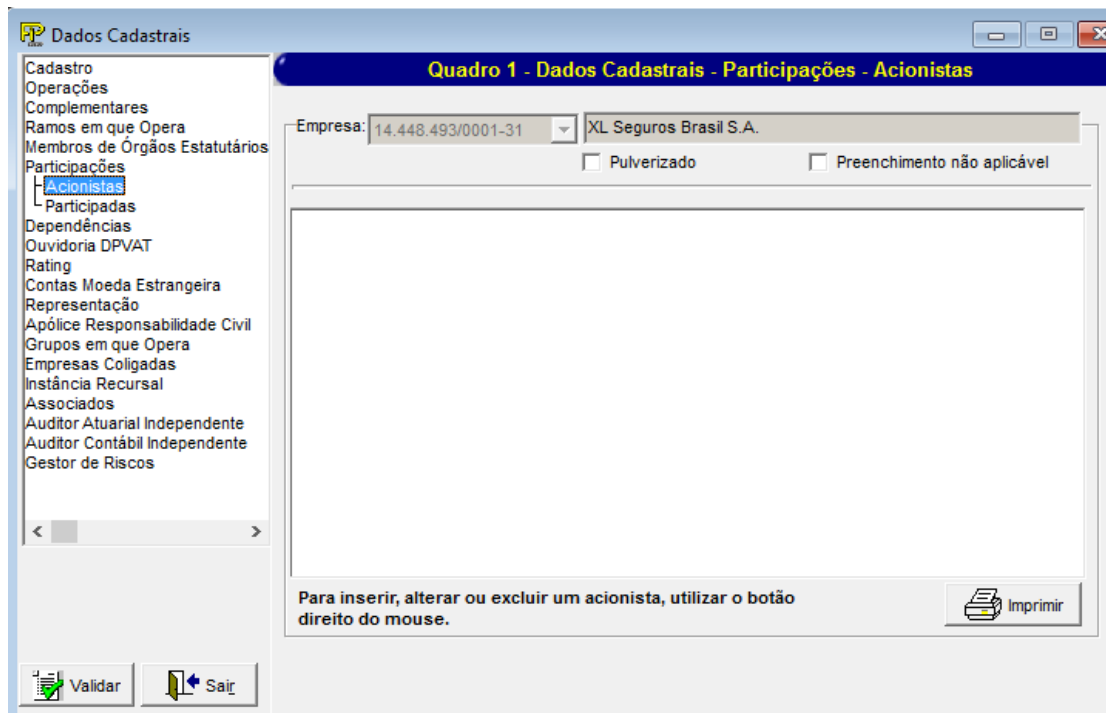 Dados Cadastrais
Cadastro
Operações
Complementares
Ramos em que Opera
Membros de Órgãos Estatutários
Participações
Acionistas
Participadas
Dependências
Ouvidoria DPVAT
Rating
Contas Moeda Estrangeira
Representação
Apólice Responsabilidade Civil
Grupos em que Opera
Empresas Coligadas
Instância Recursal
Associados
Auditor Atuarial Independente
Auditor Contábil Independente
Gestor de Riscos
Validar
Sair
Quadro 1 - Dados Cadastrais - Participações - Acionistas
Empresa: 14.448.493/0001-31 XL Seguros Brasil S.A.
Pulverizado Preenchimento não aplicável
Para inserir, alterar ou excluir um acionista, utilizar o botão
direito do mouse.
Imprimir